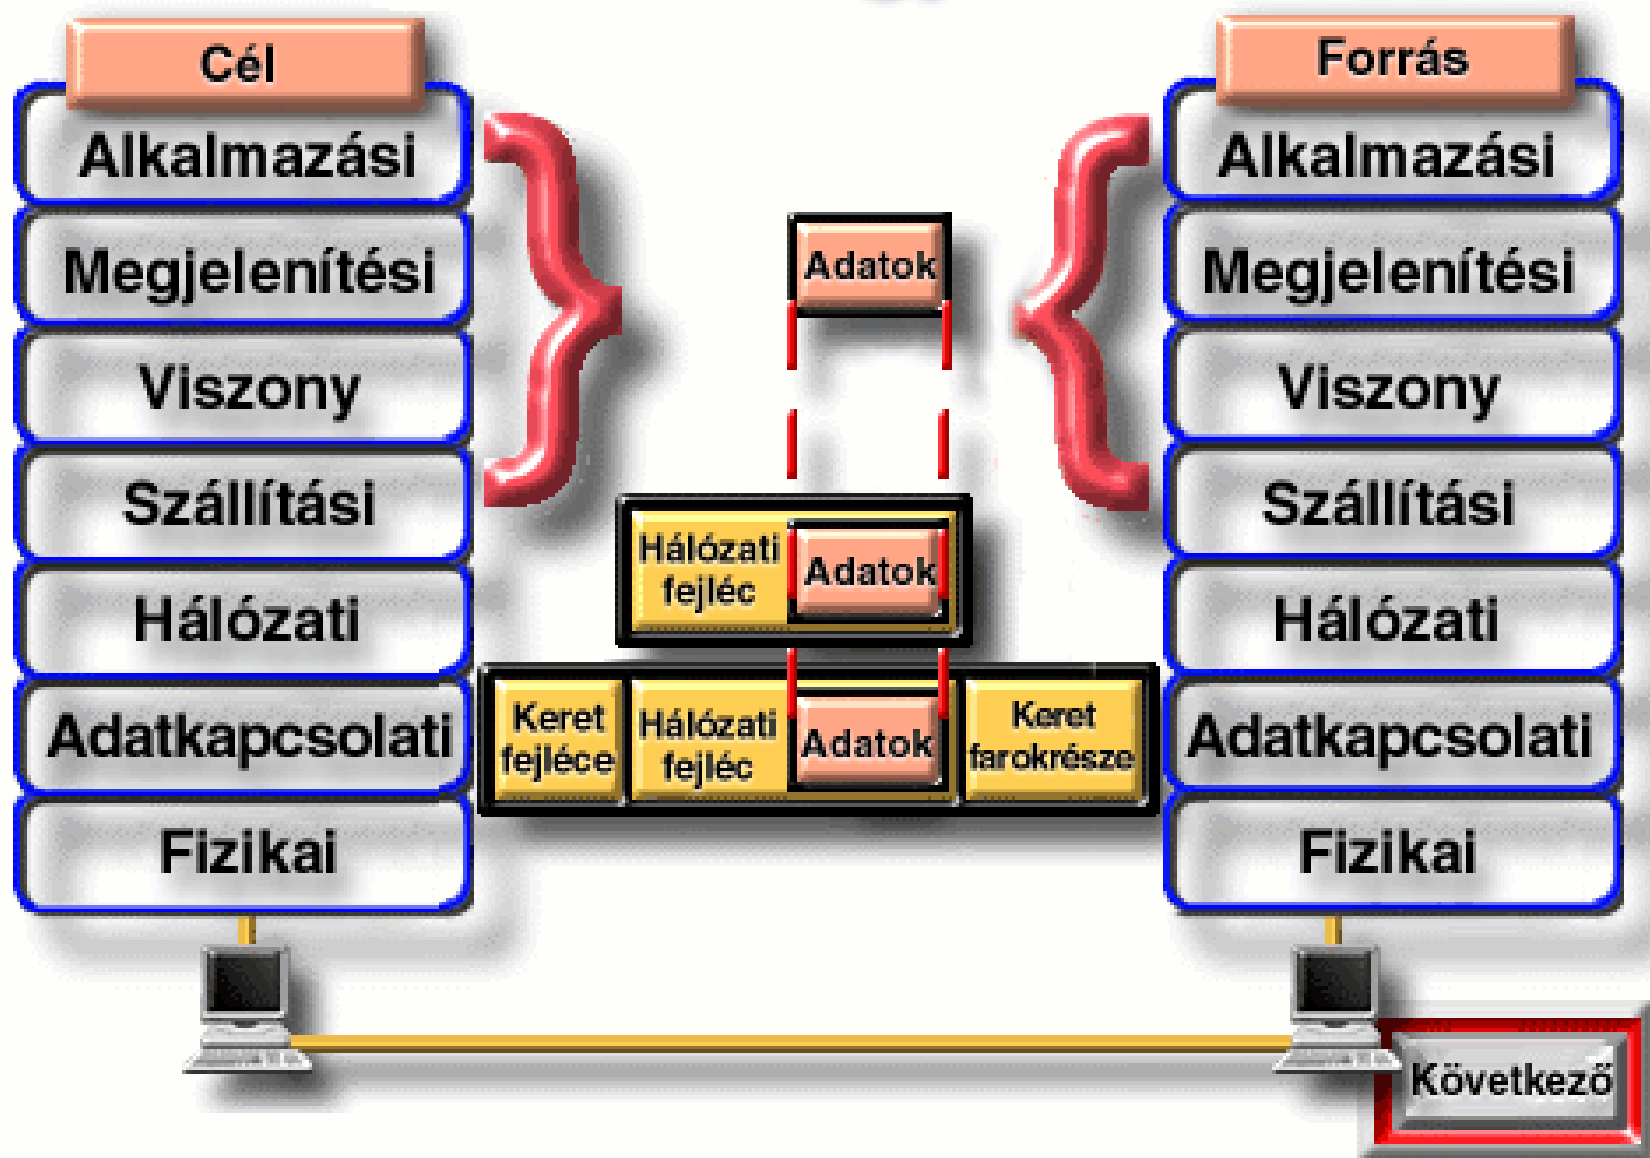 Cél
Alkalmazási
Megjelenítési
Viszony
Szállítási
Hálózati
Adatkapcsolati
Fizikai
Adatok
Hálózati
fejléc
Adatok
Keret
fejléce
Hálózati
fejléc
Adatok
Keret
farokrésze
Forrás
Alkalmazási
Megjelenítési
Viszony
Szállítási
Hálózati
Adatkapcsolati
Fizikai
Következő